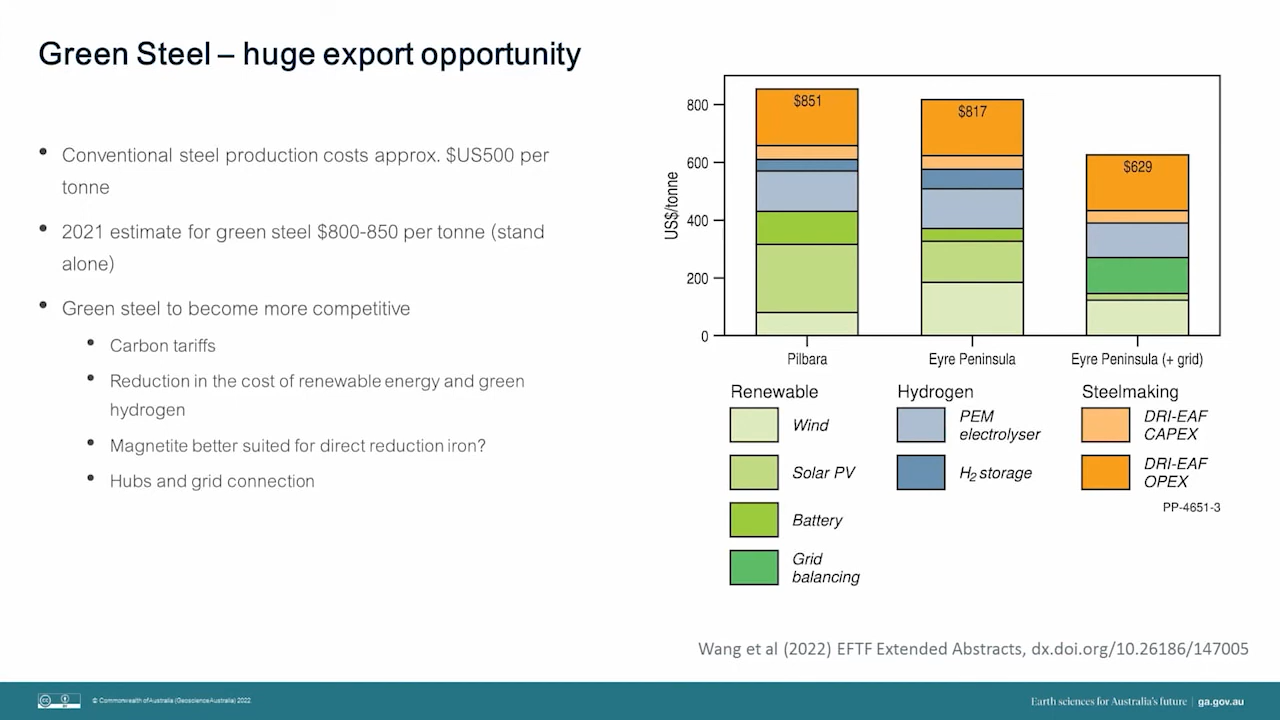 Green Steel – huge export opportunity
• Conventional steel production costs approx. $US500 per
tonne
• 2021 estimate for green steel $800-850 per tonne (stand
alone)
• Green steel to become more competitive
• Carbon tariffs
• Reduction in the cost of renewable energy and green
hydrogen
• Magnetite better suited for direct reduction iron?
• Hubs and grid connection
US$/tonne
800
600
400
200
0
$851
$817
$629
Pilbara
Eyre Peninsula
Eyre Peninsula (+ grid)
Renewable
Wind
Solar PV
Battery
Grid
balancing
Hydrogen
PEM
electrolyser
H₂ storage
Steelmaking
DRI-EAF
CAPEX
DRI-EAF
OPEX
PP-4651-3
Wang et al (2022) EFTF Extended Abstracts, dx.doi.org/10.26186/147005
© Commonwealth of Australia (Geoscience Australia) 2022
Earth sciences for Australia's future | ga.gov.au